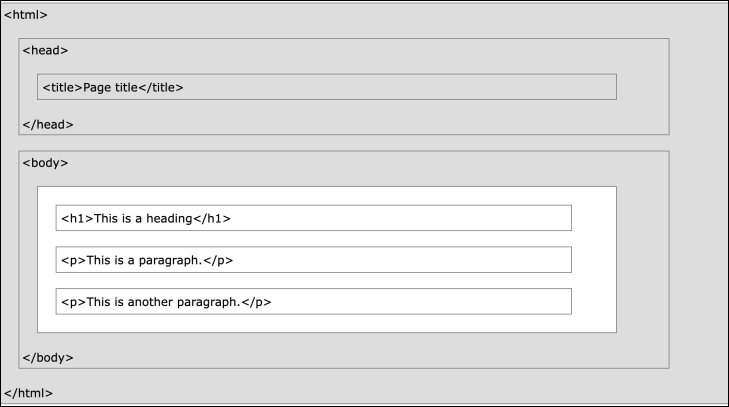 <html>
<head>
<title>Page title</title>
</head>
<body>
<h1>This is a heading</h1>
<p>This is a paragraph.</p>
<p>This is another paragraph.</p>
</body>
</html>